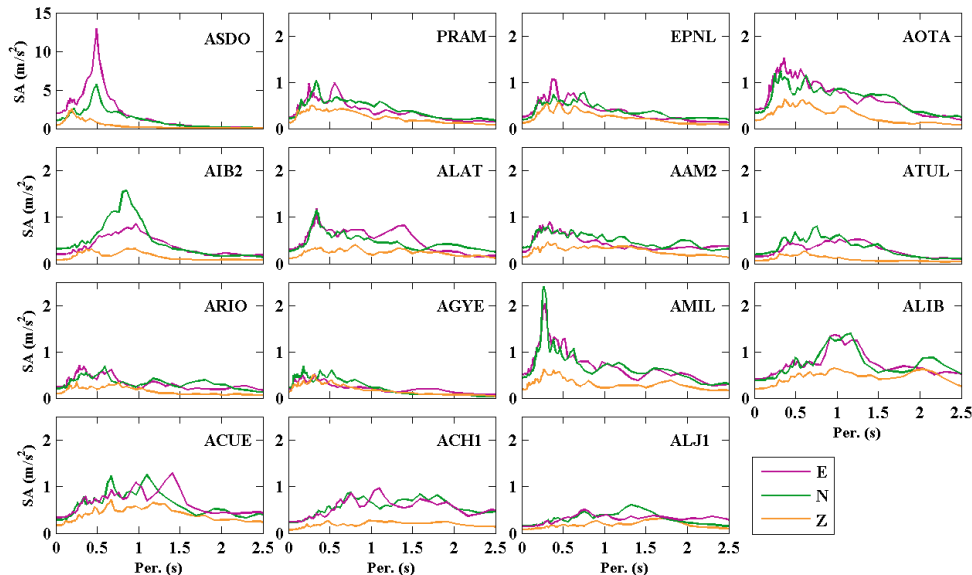 15
10
5
0
SA (m/s²)
ASDO
2
1
0
PRAM
2
1
0
EPNL
2
1
0
AOTA
2
1
0
SA (m/s²)
AIB2
2
1
0
ALAT
2
1
0
AAM2
2
1
0
ATUL
2
1
0
SA (m/s²)
ARIO
2
1
0
AGYE
2
1
0
AMIL
2
1
0
ALIB
0 0.5 1 1.5 2 2.5
Per. (s)
2
1
0
SA (m/s²)
ACUE
2
1
0
ACH1
2
1
0
ALJ1
0 0.5 1 1.5 2 2.5
Per. (s)
0 0.5 1 1.5 2 2.5
Per. (s)
0 0.5 1 1.5 2 2.5
Per. (s)
E
N
Z